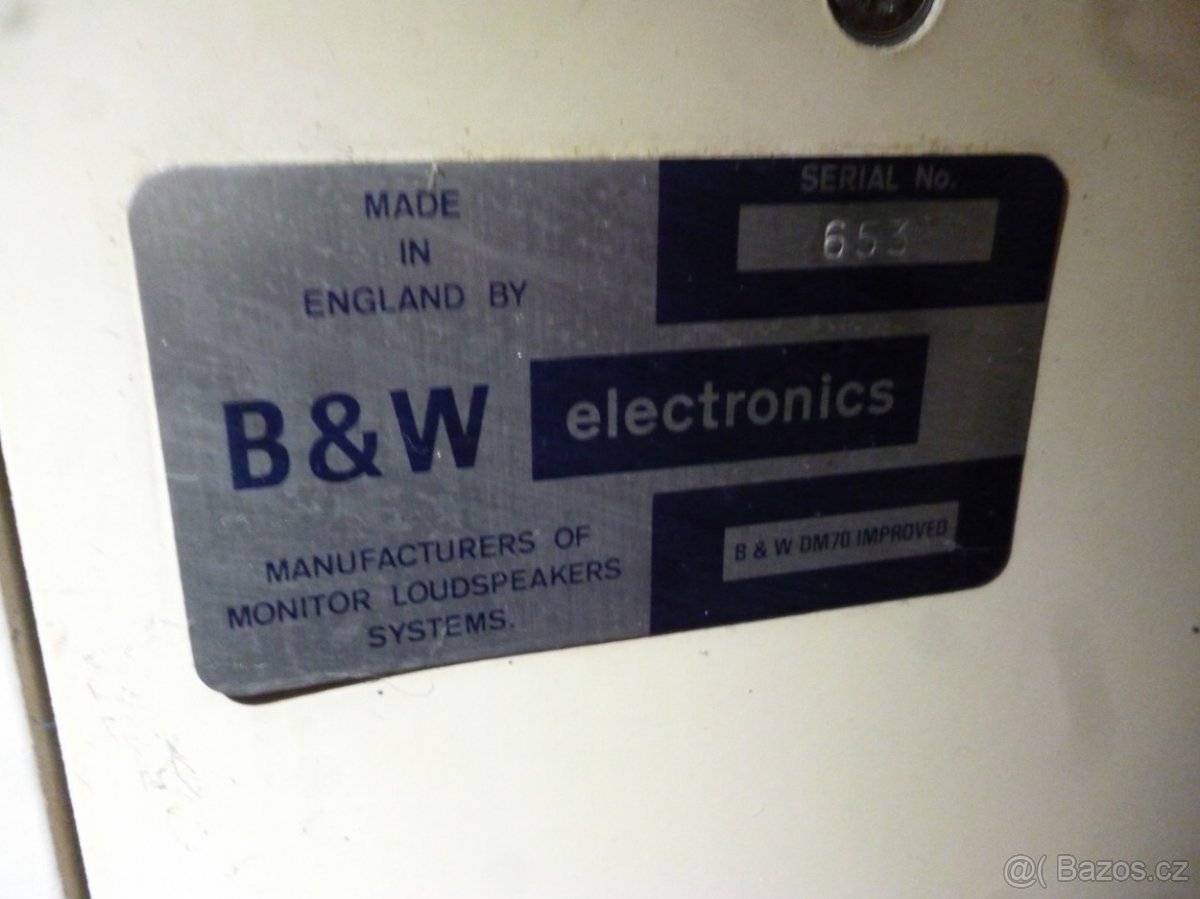 MADE
IN
ENGLAND BY
SERIAL No.
653
B&W electronics
MANUFACTURERS OF
MONITOR LOUDSPEAKERS
SYSTEMS.
B & W DM70 IMPROVED
@( Bazos.cz